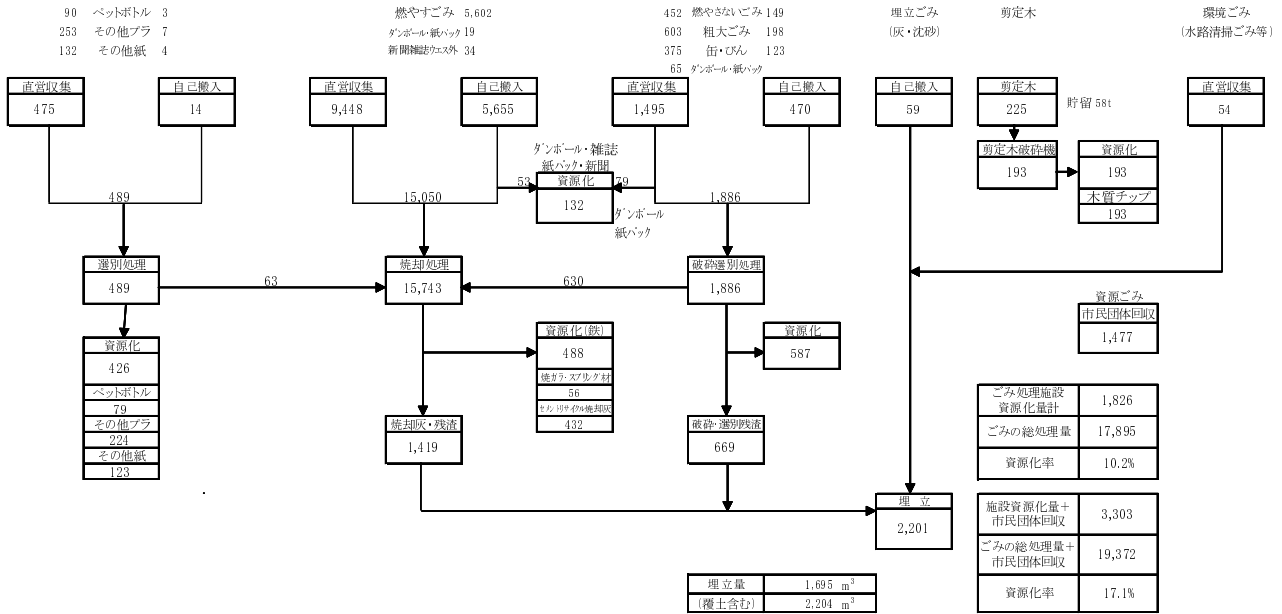 90 ペットボトル 3
253 その他プラ 7
132 その他紙 4
燃やすごみ 5,602
ダンボール・紙パック 19
新聞雑誌ウエス外 34
452 燃やさないごみ 149
603 粗大ごみ 198
375 缶・びん 123
65 ダンボール・紙パック
埋立ごみ
(灰・沈砂)
剪定木
環境ごみ
(水路清掃ごみ等)
直営収集
475
自己搬入
14
直営収集
9,448
自己搬入
5,655
直営収集
1,495
自己搬入
470
自己搬入
59
剪定木
225
貯留 58t
直営収集
54
剪定木破砕機
193
資源化
193
木質チップ
193
ダンボール・雑誌
紙パック・新聞
53
資源化
132
79
ダンボール
紙パック
489
15,050
1,886
選別処理
489
63
焼却処理
15,743
630
破砕選別処理
1,886
資源ごみ
市民団体回収
1,477
資源化
426
ペットボトル
79
その他プラ
224
その他紙
123
資源化(鉄)
488
焼ガラ・スプリング材
56
セメントリサイクル焼却灰
432
資源化
587
焼却灰・残渣
1,419
破砕・選別残渣
669
埋 立
2,201
ごみ処理施設
資源化量計
1,826
ごみの総処理量
17,895
資源化率
10.2%
施設資源化量+
市民団体回収
3,303
ごみの総処理量+
市民団体回収
19,372
資源化率
17.1%
埋立量 1,695 m³
(覆土含む) 2,204 m³